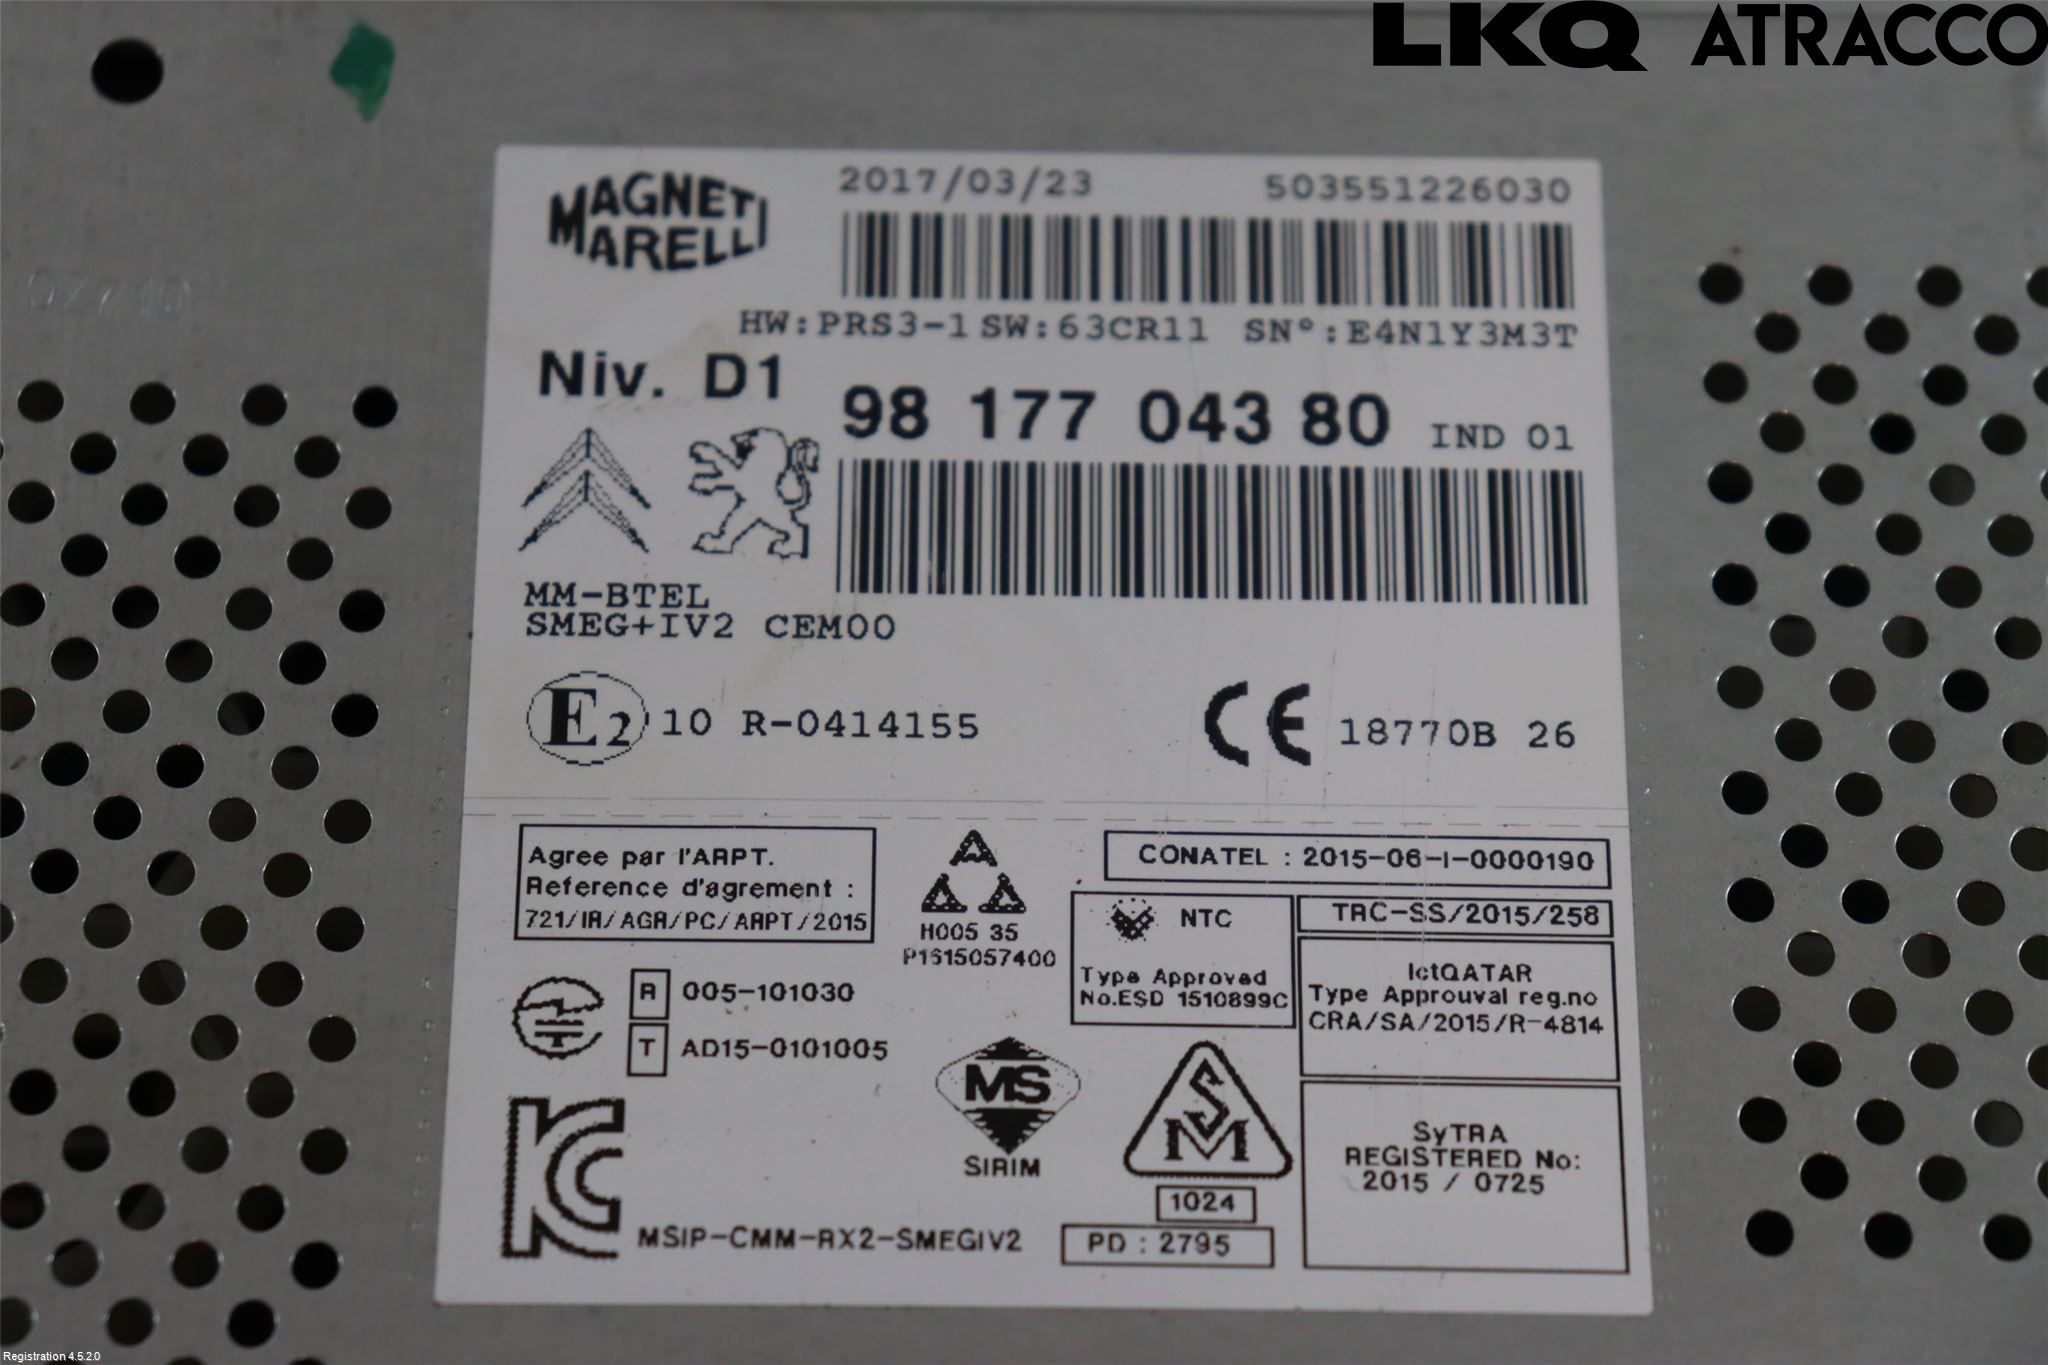 LKQ ATRACCO
MAGNETI MARELLI
2017/03/23 503551226030
HW:PRS3-1 SW:63CR11 SN°:E4N1Y3M3T
Niv. D1
98 177 043 80 IND 01
MM-BTEL
SMEG+IV2 CEM00
E2 10 R-0414155
CE 18770B 26
Agree par l'ARPT.
Reference d'agrement :
721/IR/AGR/PC/ARPT/2015
H005 35
P1615057400
CONATEL : 2015-06-I-0000190
NTC
Type Approved
No.ESD 1510899C
TRC-SS/2015/258
IctQATAR
Type Approuval reg.no
CRA/SA/2015/R-4814
R 005-101030
T AD15-0101005
MS
SIRIM
SM
1024
PD : 2795
SyTRA
REGISTERED No:
2015 / 0725
KC MSIP-CMM-RX2-SMEGIV2
Registration 4.5.2.0